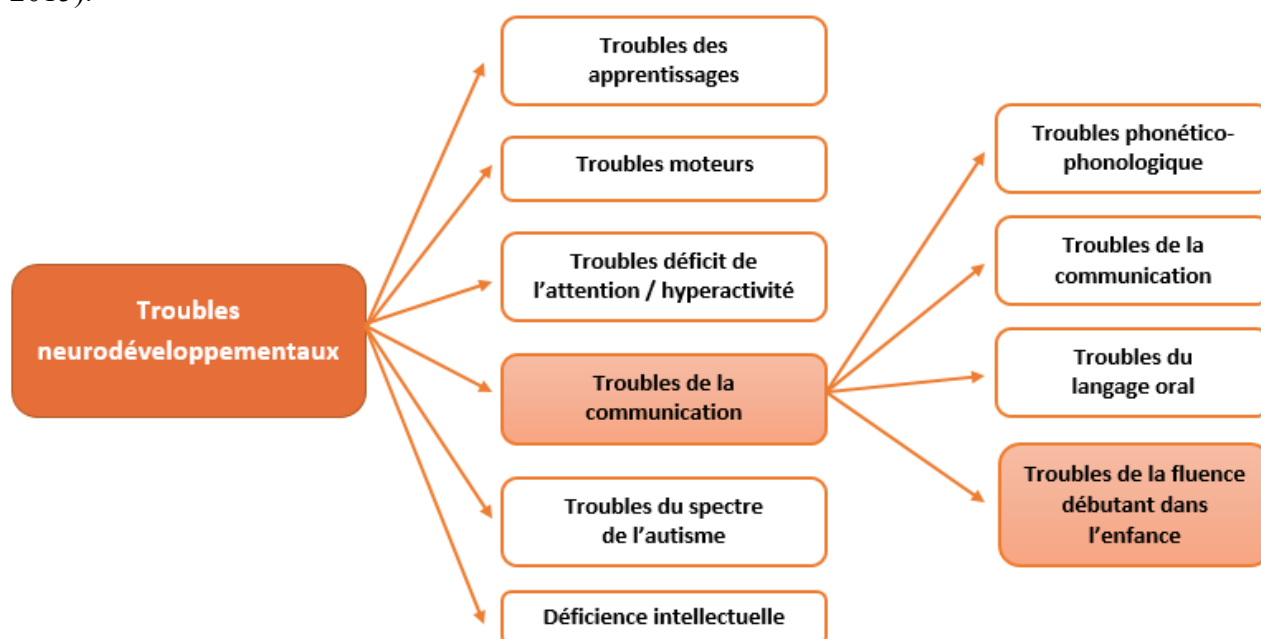 2015).
Troubles
neurodéveloppementaux
Troubles des
apprentissages
Troubles moteurs
Troubles déficit de
l’attention / hyperactivité
Troubles de la
communication
Troubles du spectre
de l’autisme
Déficience intellectuelle
Troubles phonético-
phonologique
Troubles de la
communication
Troubles du
langage oral
Troubles de la fluence
débutant dans
l’enfance